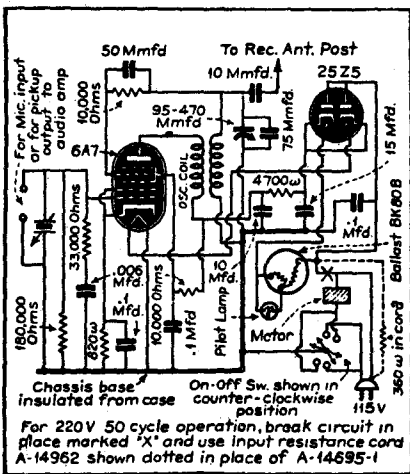 50 Mmfd
To Rec. Ant. Post
10 Mmfd.
25Z5
10,000
Ohms
95-470
Mmfd
For Mic. input
or for pickup
output to
audio amp
6A7
OSC. COIL
75 Mmfd.
15 Mfd.
4700ω
Ballast BK80B
33,000 Ohms
.006
Mfd.
.1
Mfd.
10
Mfd.
.1
Mfd.
180,000
Ohms
820ω
10,000 Ohms
.1 Mfd
Pilot Lamp
X
Motor
360ω in cord
Chassis base
insulated from case
On-Off Sw. shown in
counter-clockwise
position
115V
For 220V 50 cycle operation, break circuit in
place marked "X" and use input resistance cord
A-14962 shown dotted in place of A-14695-1